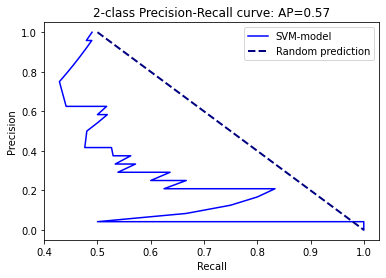 2-class Precision-Recall curve: AP=0.57
SVM-model
Random prediction
Precision
1.0
0.8
0.6
0.4
0.2
0.0
0.4
0.5
0.6
0.7
0.8
0.9
1.0
Recall